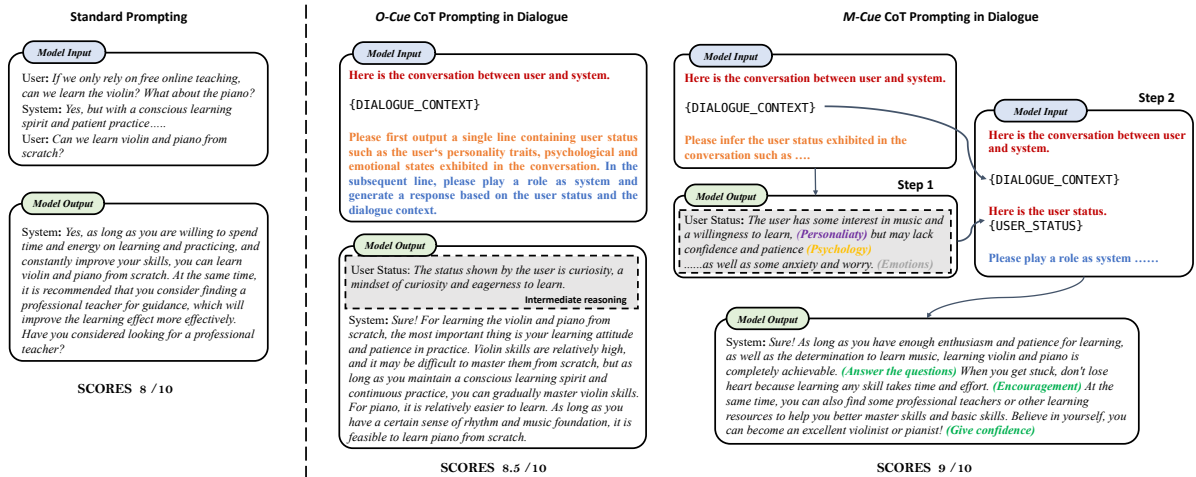 Standard Prompting
Model Input
User: If we only rely on free online teaching,
can we learn the violin? What about the piano?
System: Yes, but with a conscious learning
spirit and patient practice…..
User: Can we learn violin and piano from
scratch?
Model Output
System: Yes, as long as you are willing to spend
time and energy on learning and practicing, and
constantly improve your skills, you can learn
violin and piano from scratch. At the same time,
it is recommended that you consider finding a
professional teacher for guidance, which will
improve the learning effect more effectively.
Have you considered looking for a professional
teacher?
SCORES 8 /10
O-Cue CoT Prompting in Dialogue
Model Input
Here is the conversation between user and system.
{DIALOGUE_CONTEXT}
Please first output a single line containing user status
such as the user‘s personality traits, psychological and
emotional states exhibited in the conversation. In the
subsequent line, please play a role as system and
generate a response based on the user status and the
dialogue context.
Model Output
User Status: The status shown by the user is curiosity, a
mindset of curiosity and eagerness to learn.
Intermediate reasoning
System: Sure! For learning the violin and piano from
scratch, the most important thing is your learning attitude
and patience in practice. Violin skills are relatively high,
and it may be difficult to master them from scratch, but as
long as you maintain a conscious learning spirit and
continuous practice, you can gradually master violin skills.
For piano, it is relatively easier to learn. As long as you
have a certain sense of rhythm and music foundation, it is
feasible to learn piano from scratch.
SCORES 8.5 /10
M-Cue CoT Prompting in Dialogue
Model Input
Here is the conversation between user and system.
{DIALOGUE_CONTEXT}
Please infer the user status exhibited in the
conversation such as ….
Step 1
Model Output
User Status: The user has some interest in music and
a willingness to learn, (Personaliaty) but may lack
confidence and patience (Psychology)
......as well as some anxiety and worry. (Emotions)
Step 2
Model Input
Here is the conversation between user
and system.
{DIALOGUE_CONTEXT}
Here is the user status.
{USER_STATUS}
Please play a role as system ……
Model Output
System: Sure! As long as you have enough enthusiasm and patience for learning,
as well as the determination to learn music, learning violin and piano is
completely achievable. (Answer the questions) When you get stuck, don't lose
heart because learning any skill takes time and effort. (Encouragement) At the
same time, you can also find some professional teachers or other learning
resources to help you better master skills and basic skills. Believe in yourself, you
can become an excellent violinist or pianist! (Give confidence)
SCORES 9 /10